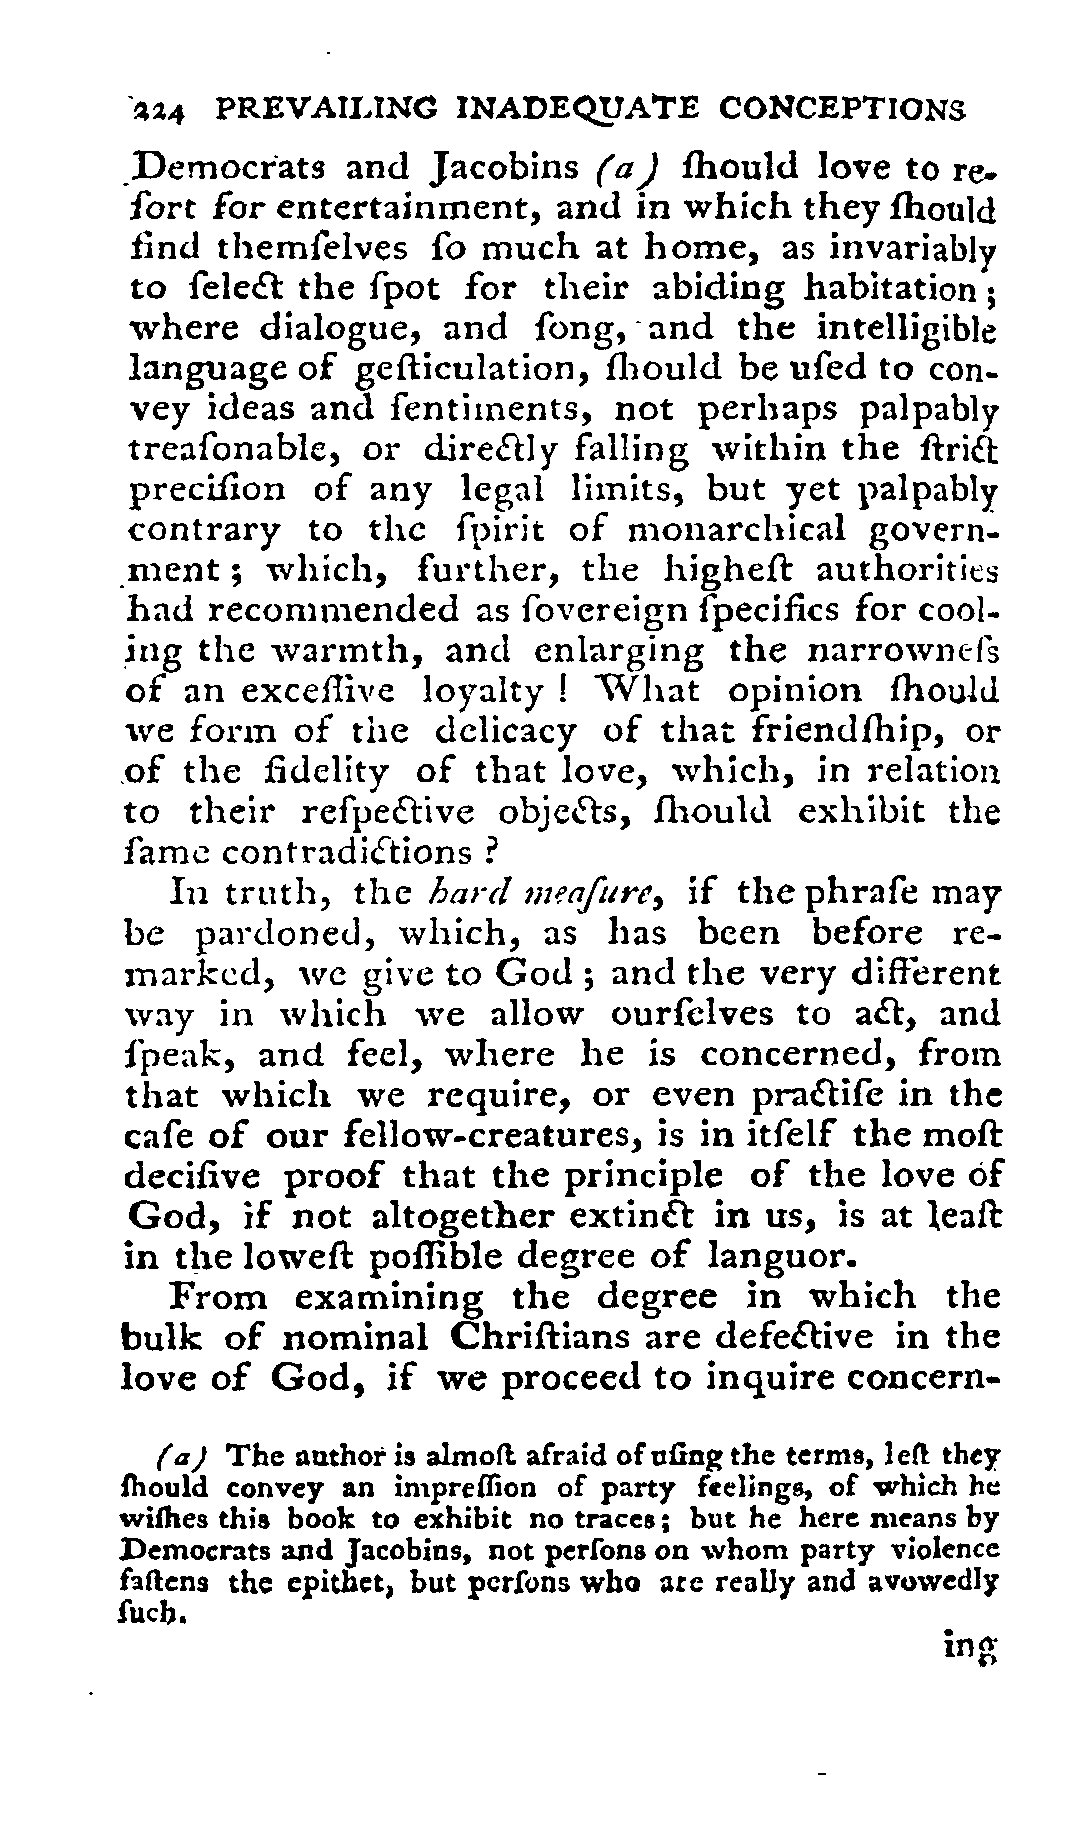 224 PREVAILING INADEQUATE CONCEPTIONS
Democrats and Jacobins (a) ſhould love to re-
ſort for entertainment, and in which they ſhould
find themſelves ſo much at home, as invariably
to ſelect the ſpot for their abiding habitation;
where dialogue, and ſong, and the intelligible
language of geſticulation, ſhould be uſed to con-
vey ideas and ſentiments, not perhaps palpably
treaſonable, or directly falling within the ſtrict
preciſion of any legal limits, but yet palpably
contrary to the ſpirit of monarchical govern-
ment; which, further, the higheſt authorities
had recommended as ſovereign ſpecifics for cool-
ing the warmth, and enlarging the narrowneſs
of an exceſſive loyalty! What opinion ſhould
we form of the delicacy of that friendſhip, or
of the fidelity of that love, which, in relation
to their reſpective objects, ſhould exhibit the
ſame contradictions?
In truth, the hard meaſure, if the phraſe may
be pardoned, which, as has been before re-
marked, we give to God; and the very different
way in which we allow ourſelves to act, and
ſpeak, and feel, where he is concerned, from
that which we require, or even practiſe in the
caſe of our fellow-creatures, is in itſelf the moſt
deciſive proof that the principle of the love of
God, if not altogether extinct in us, is at leaſt
in the loweſt poſſible degree of languor.
From examining the degree in which the
bulk of nominal Chriſtians are defective in the
love of God, if we proceed to inquire concern-
(a) The author is almoſt afraid of uſing the terms, leſt they
ſhould convey an impreſſion of party feelings, of which he
wiſhes this book to exhibit no traces; but he here means by
Democrats and Jacobins, not perſons on whom party violence
faſtens the epithet, but perſons who are really and avowedly
ſuch.
ing